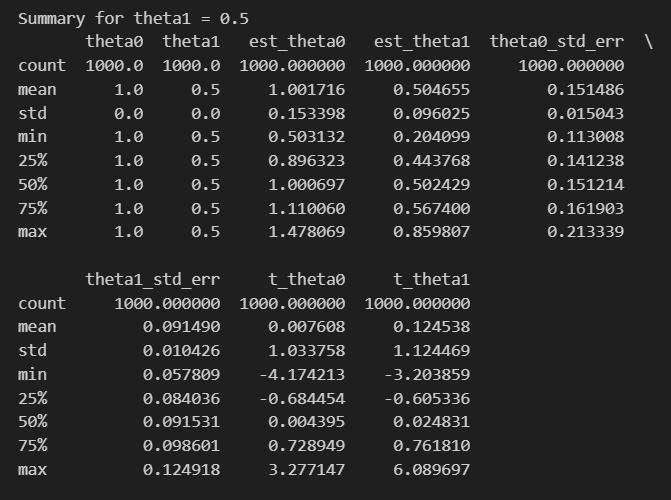 Summary for theta1 = 0.5
theta0 theta1 est_theta0 est_theta1 theta0_std_err \
count 1000.0 1000.0 1000.000000 1000.000000 1000.000000
mean 1.0 0.5 1.001716 0.504655 0.151486
std 0.0 0.0 0.153398 0.096025 0.015043
min 1.0 0.5 0.503132 0.204099 0.113008
25% 1.0 0.5 0.896323 0.443768 0.141238
50% 1.0 0.5 1.000697 0.502429 0.151214
75% 1.0 0.5 1.110060 0.567400 0.161903
max 1.0 0.5 1.478069 0.859807 0.213339
theta1_std_err t_theta0 t_theta1
count 1000.000000 1000.000000 1000.000000
mean 0.091490 0.007608 0.124538
std 0.010426 1.033758 1.124469
min 0.057809 -4.174213 -3.203859
25% 0.084036 -0.684454 -0.605336
50% 0.091531 0.004395 0.024831
75% 0.098601 0.728949 0.761810
max 0.124918 3.277147 6.089697